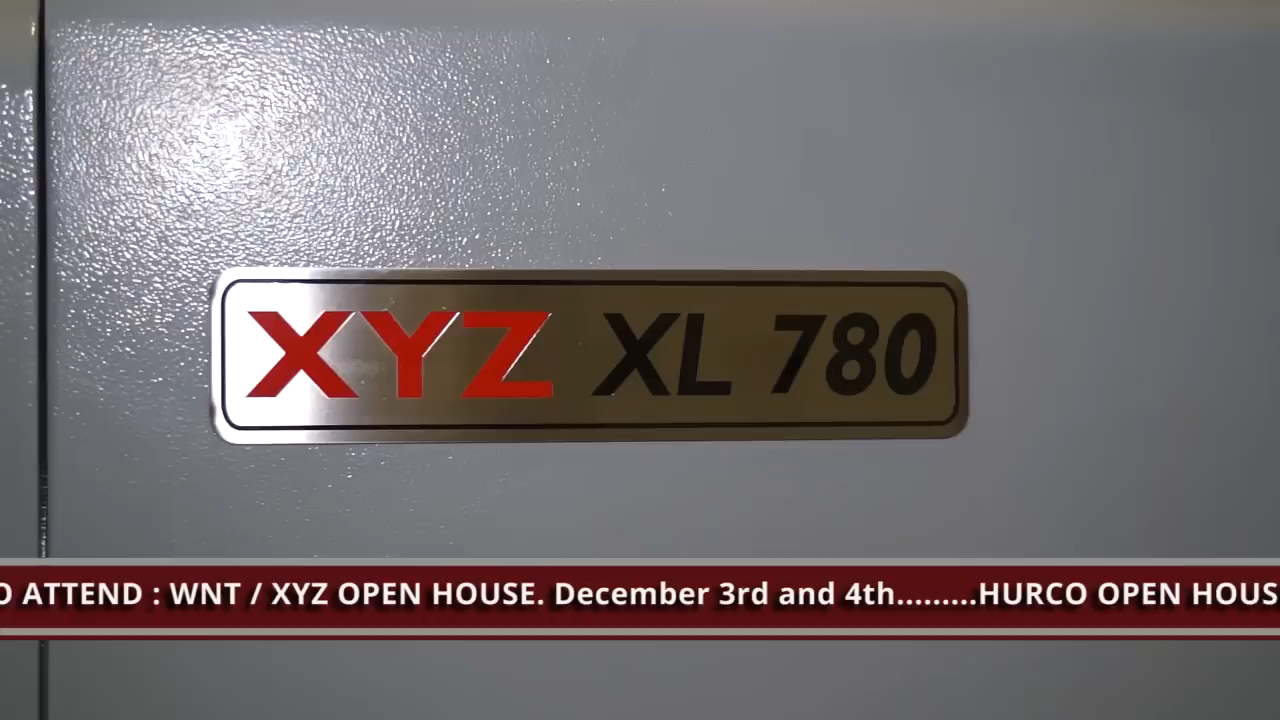 XYZ XL 780
O ATTEND : WNT / XYZ OPEN HOUSE. December 3rd and 4th.........HURCO OPEN HOUS